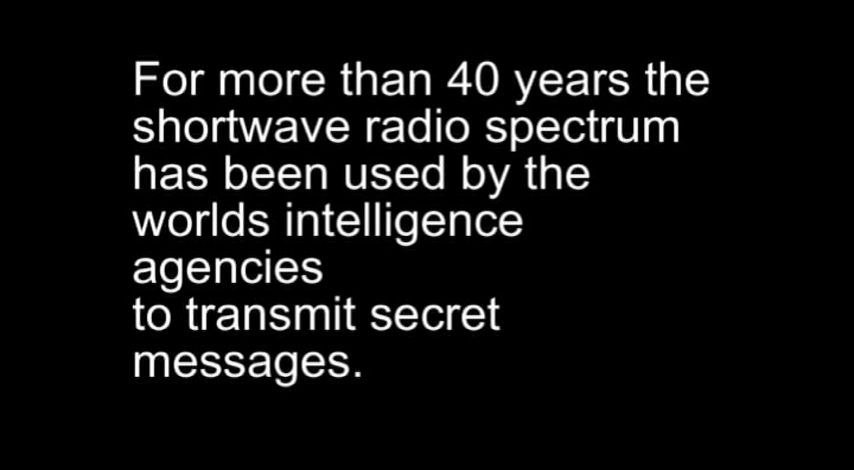 For more than 40 years the
shortwave radio spectrum
has been used by the
worlds intelligence
agencies
to transmit secret
messages.